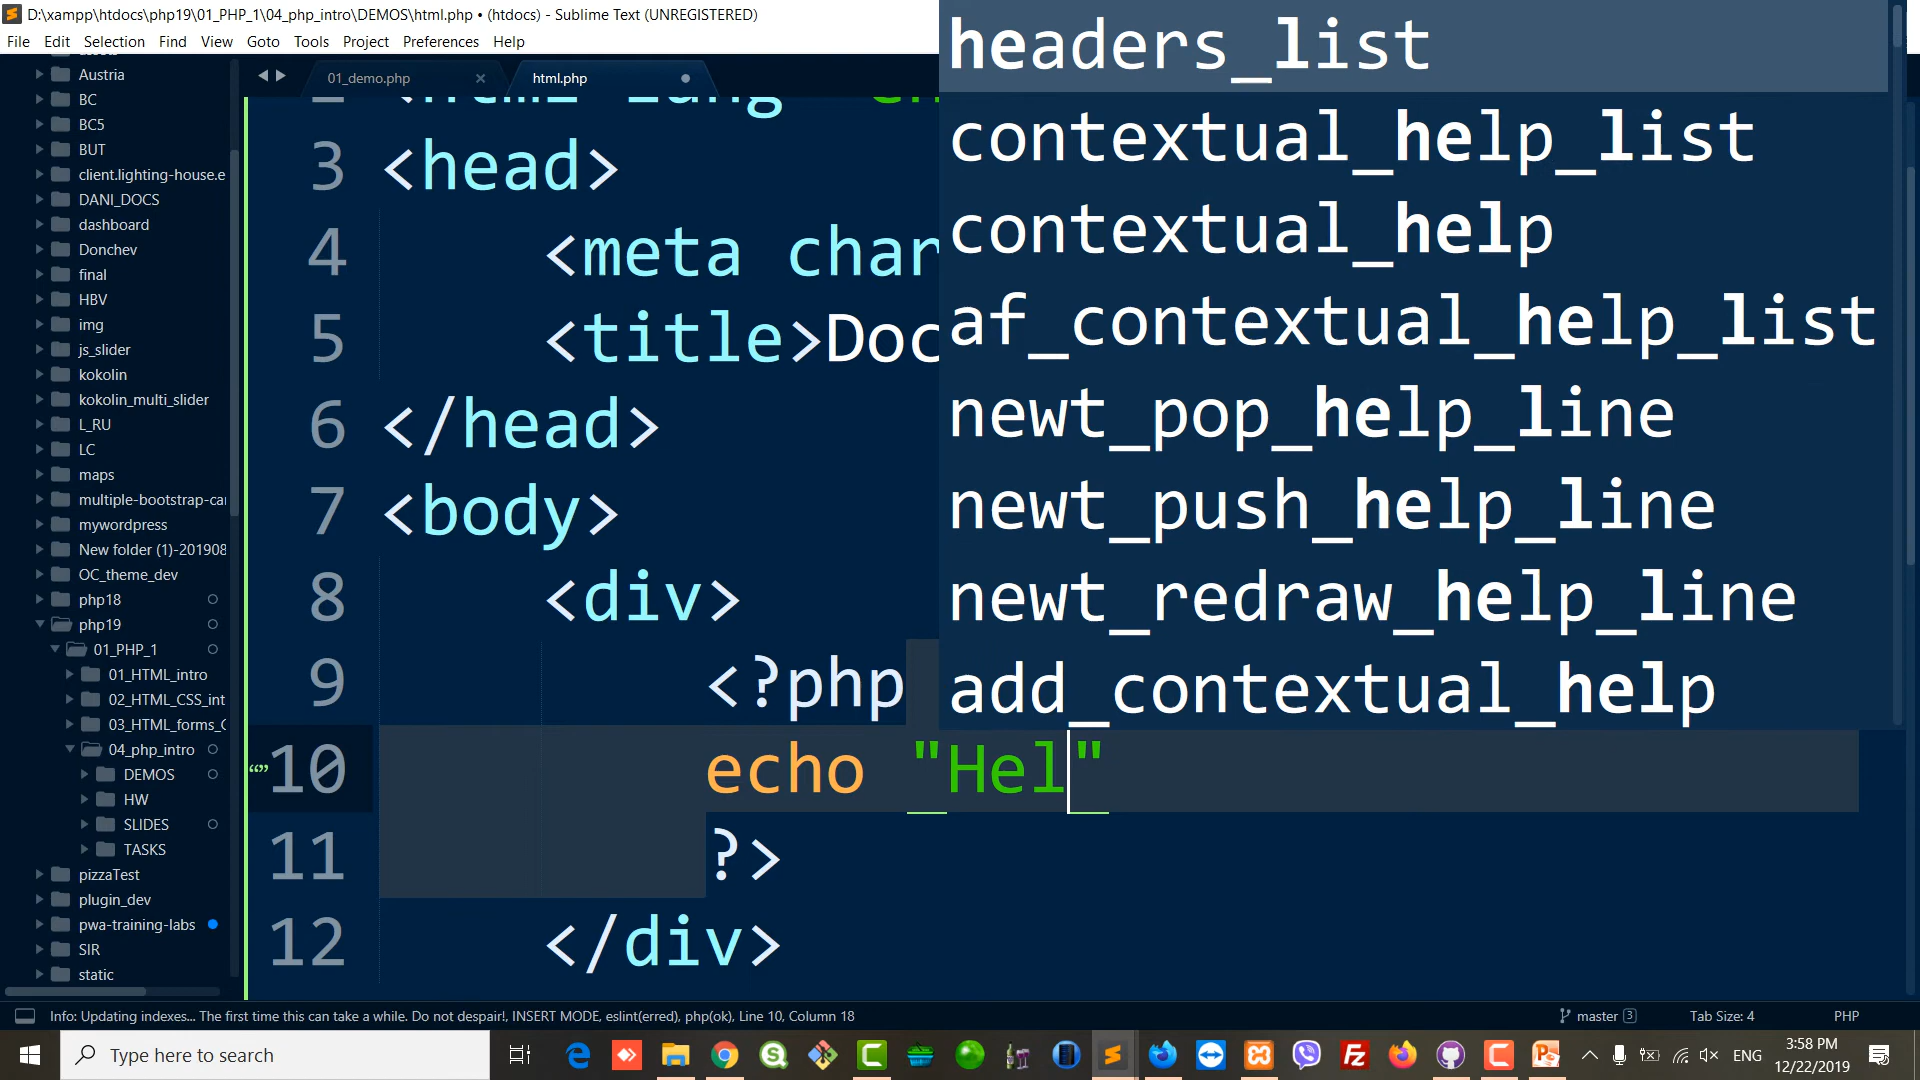 D:\xampp\htdocs\php19\01_PHP_1\04_php_intro\DEMOS\html.php • (htdocs) - Sublime Text (UNREGISTERED)
File Edit Selection Find View Goto Tools Project Preferences Help
01_demo.php × html.php
Austria
BC
BC5
BUT
client.lighting-house.e
DANI_DOCS
dashboard
Donchev
final
HBV
img
js_slider
kokolin
kokolin_multi_slider
L_RU
LC
maps
multiple-bootstrap-car
mywordpress
New folder (1)-201908
OC_theme_dev
php18
php19
01_PHP_1
01_HTML_intro
02_HTML_CSS_int
03_HTML_forms_C
04_php_intro
DEMOS
HW
SLIDES
TASKS
pizzaTest
plugin_dev
pwa-training-labs
SIR
static
2 <html lang="en
3 <head>
4 <meta char
5 <title>Doc
6 </head>
7 <body>
8 <div>
9 <?php
“” 10 echo "Hel"
11 ?>
12 </div>
headers_list
contextual_help_list
contextual_help
af_contextual_help_list
newt_pop_help_line
newt_push_help_line
newt_redraw_help_line
add_contextual_help
Info: Updating indexes... The first time this can take a while. Do not despair!, INSERT MODE, eslint(erred), php(ok), Line 10, Column 18
master 3 Tab Size: 4 PHP
Type here to search
ENG
3:58 PM
12/22/2019